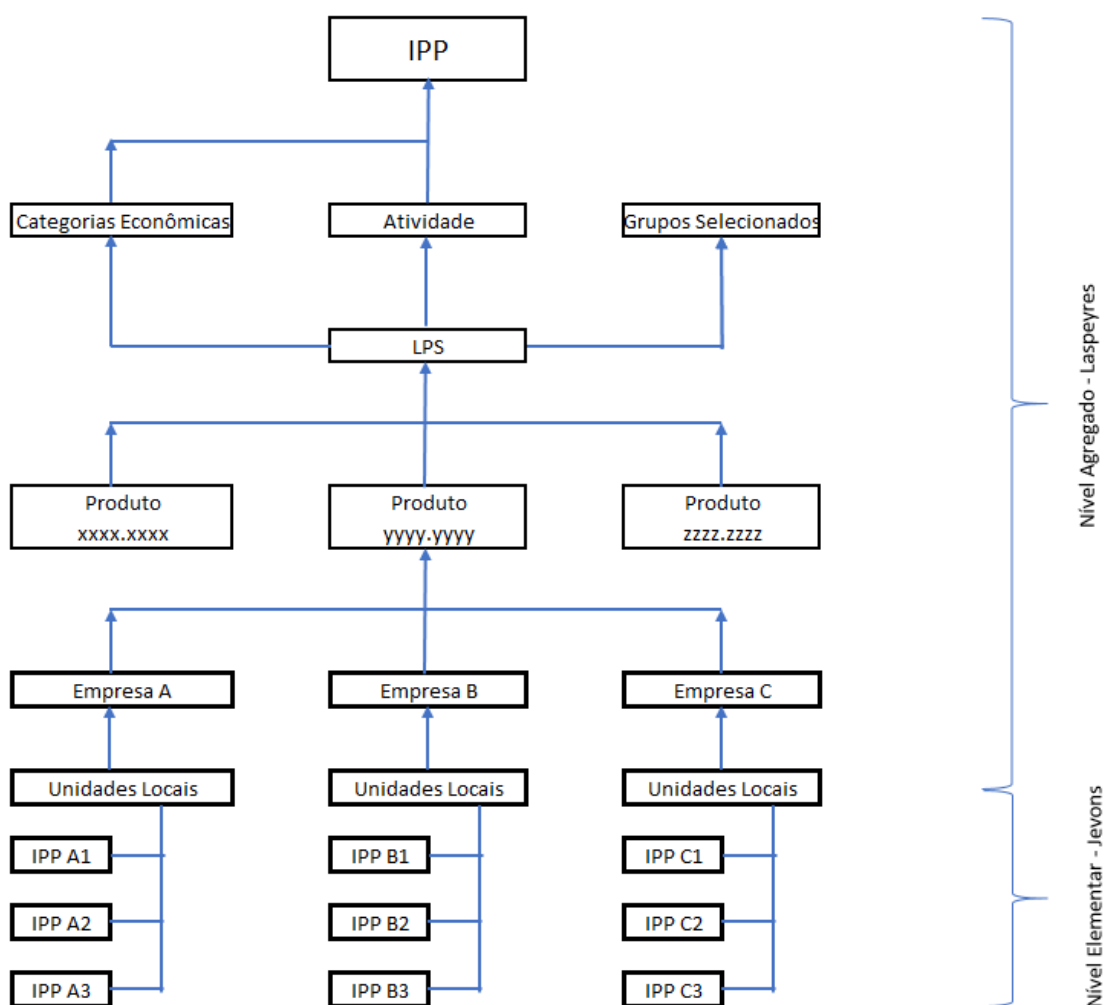 IPP
Categorias Econômicas
Atividade
Grupos Selecionados
LPS
Produto
xxxx.xxxx
Produto
yyyy.yyyy
Produto
zzzz.zzzz
Empresa A
Empresa B
Empresa C
Unidades Locais
Unidades Locais
Unidades Locais
IPP A1
IPP B1
IPP C1
IPP A2
IPP B2
IPP C2
IPP A3
IPP B3
IPP C3
Nível Agregado - Laspeyres
Nível Elementar - Jevons